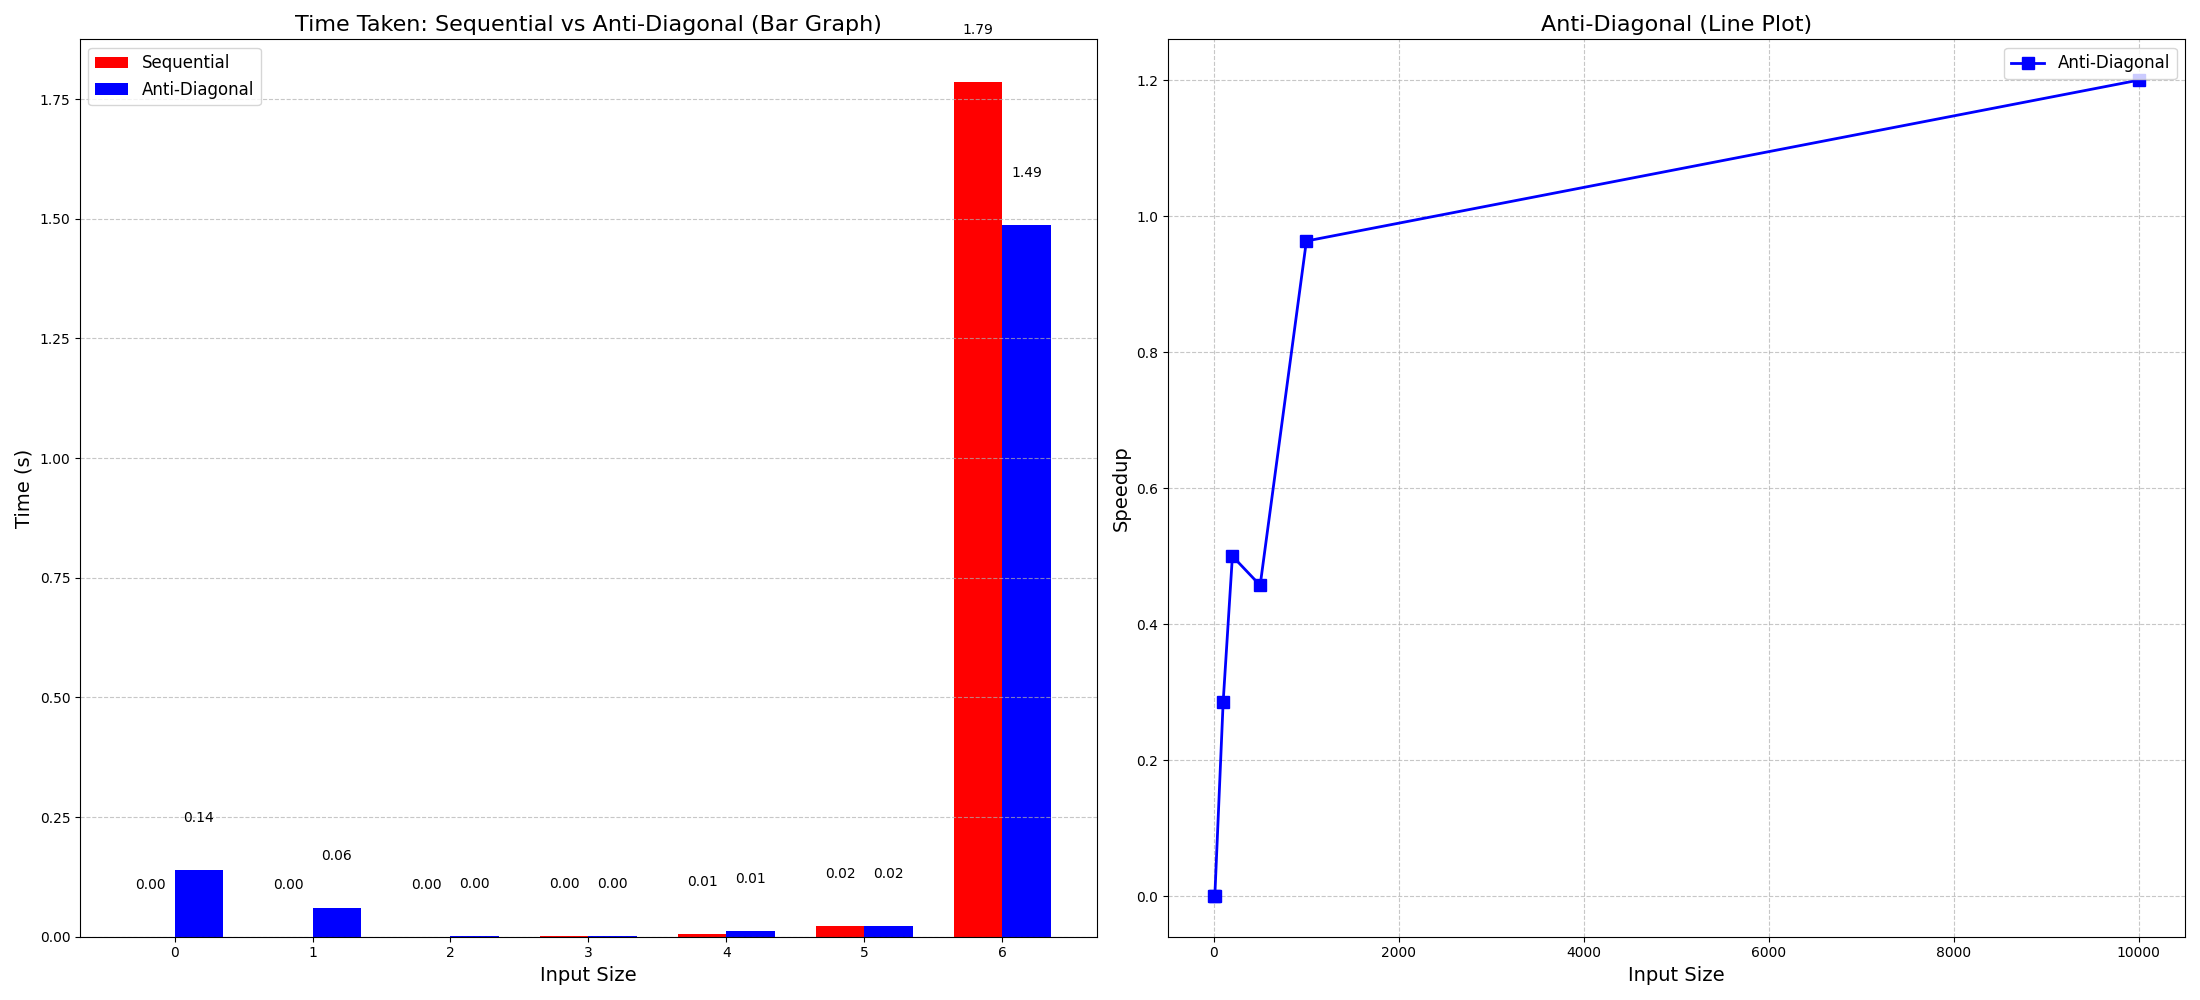 Time Taken: Sequential vs Anti-Diagonal (Bar Graph)
Sequential
Anti-Diagonal
1.79
1.49
0.14
0.06
0.00
0.00
0.00
0.00
0.00
0.00
0.01
0.01
0.02
0.02
1.75
1.50
1.25
1.00
0.75
0.50
0.25
0.00
Time (s)
0 1 2 3 4 5 6
Input Size
Anti-Diagonal (Line Plot)
Anti-Diagonal
1.2
1.0
0.8
0.6
0.4
0.2
0.0
Speedup
0 2000 4000 6000 8000 10000
Input Size